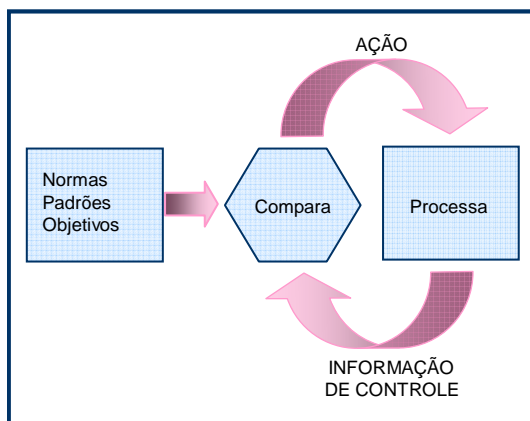 AÇÃO
Normas
Padrões
Objetivos
Compara
Processa
INFORMAÇÃO
DE CONTROLE